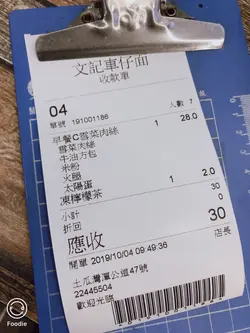 文記車仔面
收款單
04
單號 191001186
人數 7
早餐C雪菜肉絲 1 28.0
雪菜肉絲
牛油方包
米粉
火腿
太陽蛋
凍檸檬茶 1 2.0
小計 30
折回 0
應收 30
開單 2019/10/04 09:49:36 店長
土瓜灣漂公道47號
22445504
歡迎光臨
Foodie